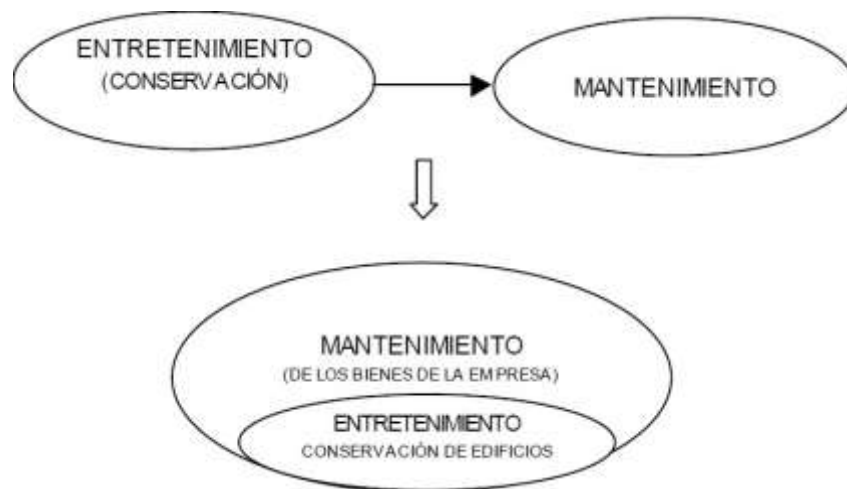 ENTRETENIMIENTO
(CONSERVACIÓN)
MANTENIMIENTO
MANTENIMIENTO
(DE LOS BIENES DE LA EMPRESA)
ENTRETENIMIENTO
CONSERVACIÓN DE EDIFICIOS